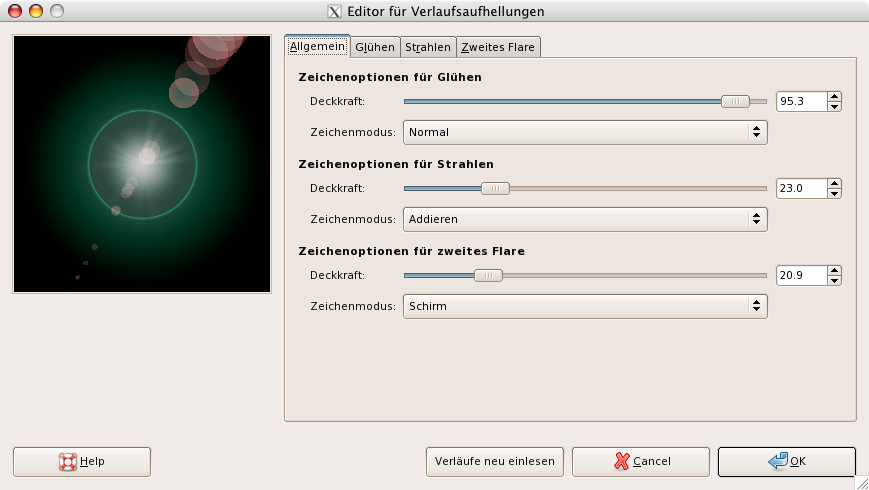 Editor für Verlaufsaufhellungen
Allgemein Glühen Strahlen Zweites Flare
Zeichenoptionen für Glühen
Deckkraft: 95.3
Zeichenmodus: Normal
Zeichenoptionen für Strahlen
Deckkraft: 23.0
Zeichenmodus: Addieren
Zeichenoptionen für zweites Flare
Deckkraft: 20.9
Zeichenmodus: Schirm
Help Verläufe neu einlesen Cancel OK